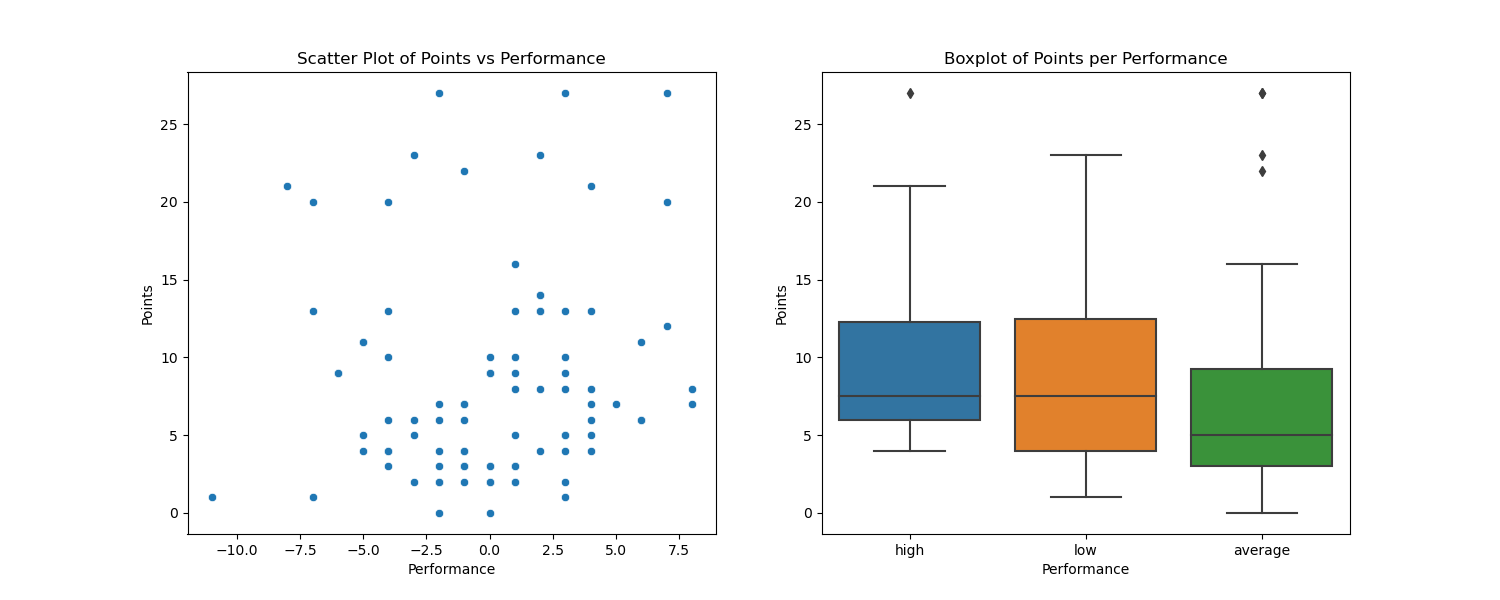 Scatter Plot of Points vs Performance
25
20
15
10
5
0
Points
−10.0 −7.5 −5.0 −2.5 0.0 2.5 5.0 7.5
Performance
Boxplot of Points per Performance
25
20
15
10
5
0
Points
high low average
Performance